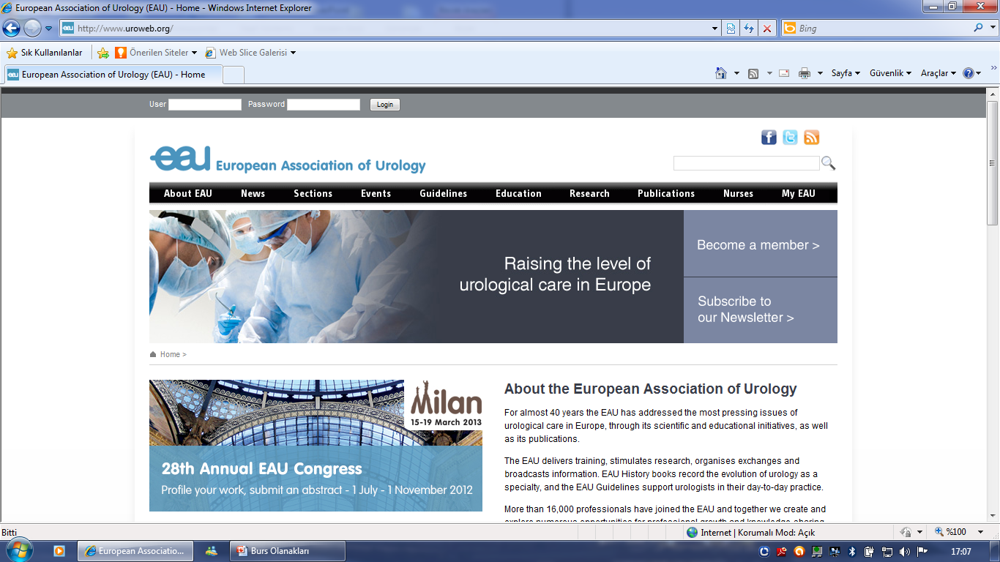 European Association of Urology (EAU) - Home - Windows Internet Explorer
http://www.uroweb.org/
Bing
Sık Kullanılanlar
Önerilen Siteler
Web Slice Galerisi
European Association of Urology (EAU) - Home
Sayfa
Güvenlik
Araçlar
User
Password
Login
eau European Association of Urology
About EAU News Sections Events Guidelines Education Research Publications Nurses My EAU
Raising the level of
urological care in Europe
Become a member >
Subscribe to
our Newsletter >
Home >
Milan
15-19 March 2013
28th Annual EAU Congress
Profile your work, submit an abstract - 1 July - 1 November 2012
About the European Association of Urology
For almost 40 years the EAU has addressed the most pressing issues of
urological care in Europe, through its scientific and educational initiatives, as well
as its publications.
The EAU delivers training, stimulates research, organises exchanges and
broadcasts information. EAU History books record the evolution of urology as a
specialty, and the EAU Guidelines support urologists in their day-to-day practice.
More than 16,000 professionals have joined the EAU and together we create and
explore numerous opportunities for professional growth and knowledge-sharing
Bitti
Internet | Korumalı Mod: Açık
%100
European Associatio...
Burs Olanakları
17:07